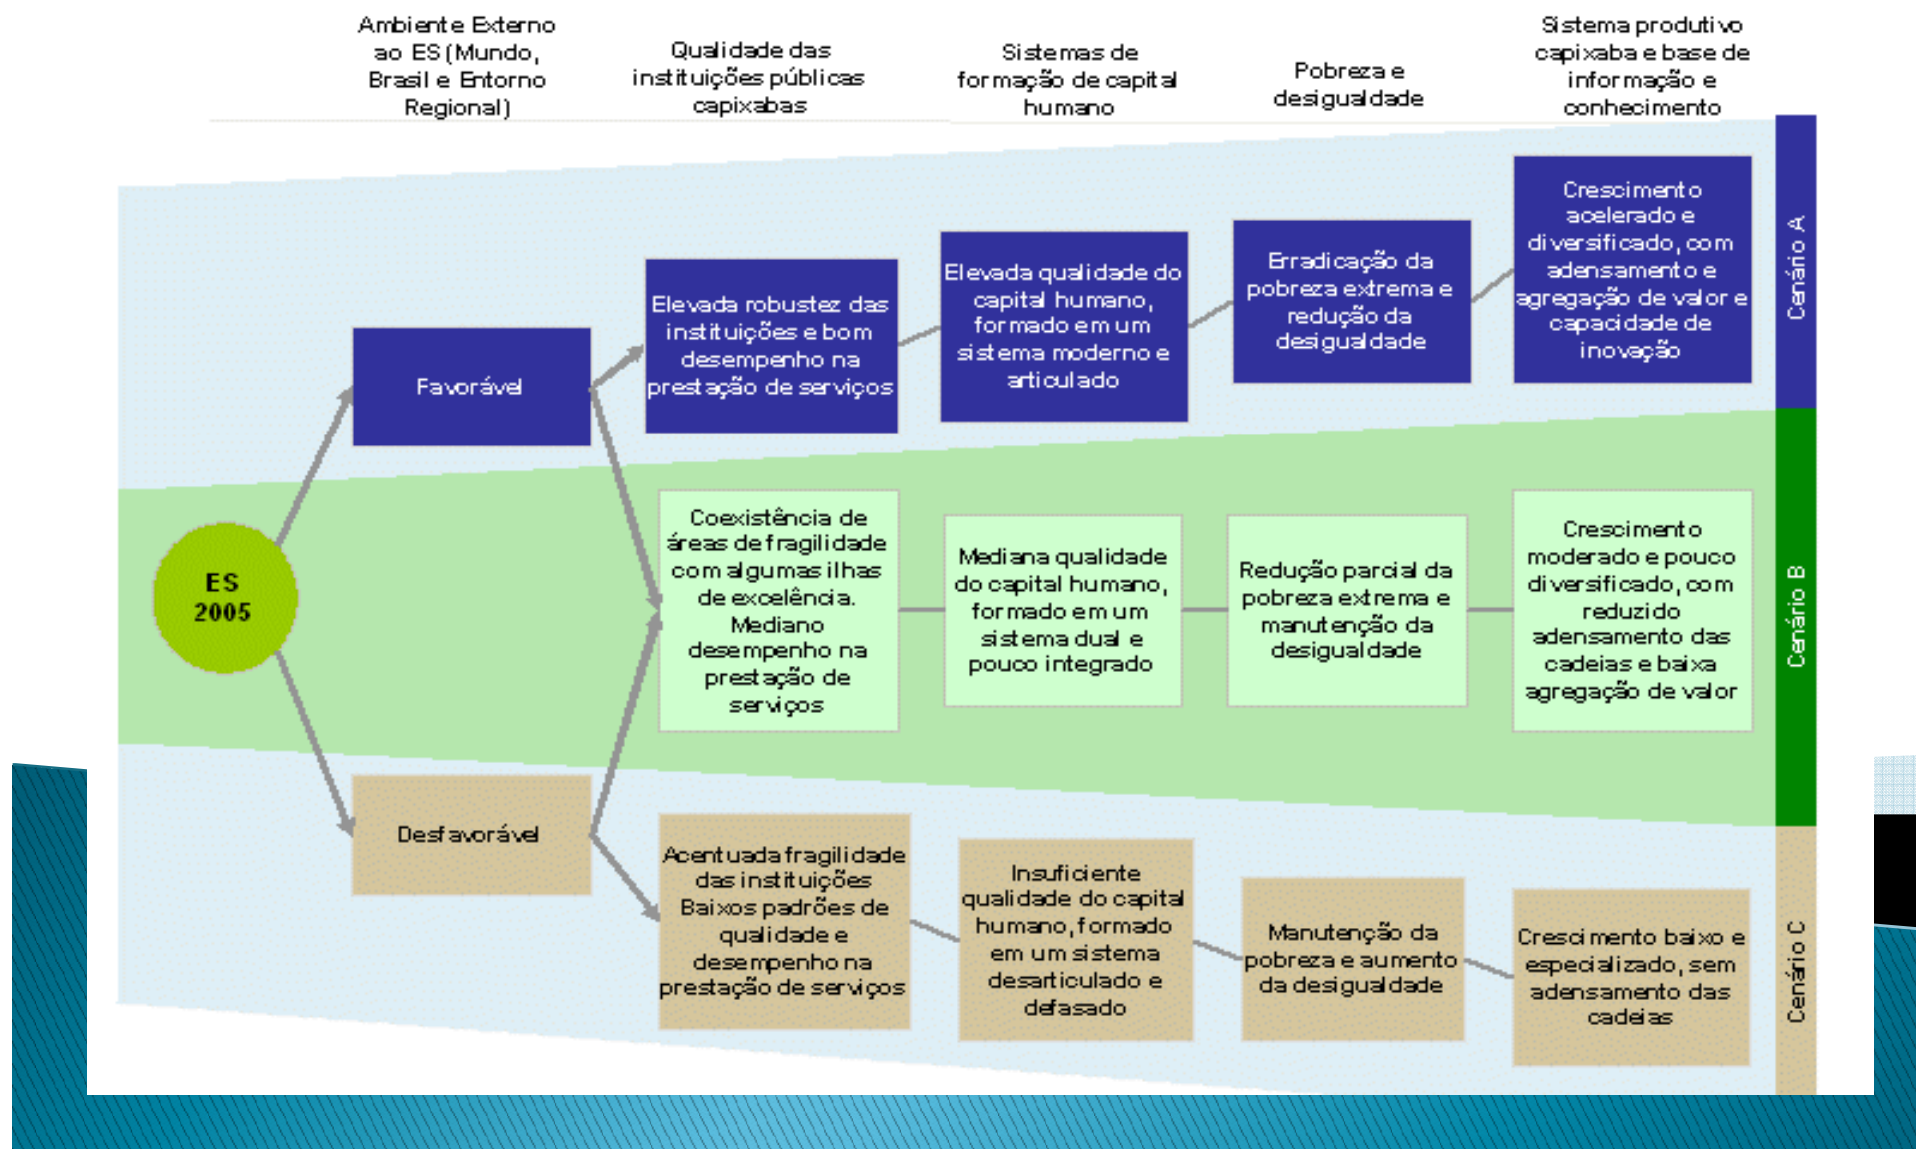 Ambiente Externo
ao ES (Mundo,
Brasil e Entorno
Regional)
Qualidade das
instituições públicas
capixabas
Sistemas de
formação de capital
humano
Pobreza e
desigualdade
Sistema produtivo
capixaba e base de
informação e
conhecimento
ES
2005
Favorável
Elevada robustez das
instituições e bom
desempenho na
prestação de serviços
Elevada qualidade do
capital humano,
formado em um
sistema moderno e
articulado
Erradicação da
pobreza extrema e
redução da
desigualdade
Crescimento
acelerado e
diversificado, com
adensamento e
agregação de valor e
capacidade de
inovação
Cenário A
Coexistência de
áreas de fragilidade
com algumas ilhas
de excelência.
Mediano
desempenho na
prestação de
serviços
Mediana qualidade
do capital humano,
formado em um
sistema dual e
pouco integrado
Redução parcial da
pobreza extrema e
manutenção da
desigualdade
Crescimento
moderado e pouco
diversificado, com
reduzido
adensamento das
cadeias e baixa
agregação de valor
Cenário B
Desfavorável
Acentuada fragilidade
das instituições
Baixos padrões de
qualidade e
desempenho na
prestação de serviços
Insuficiente
qualidade do capital
humano, formado
em um sistema
desarticulado e
defasado
Manutenção da
pobreza e aumento
da desigualdade
Crescimento baixo e
especializado, sem
adensamento das
cadeias
Cenário C